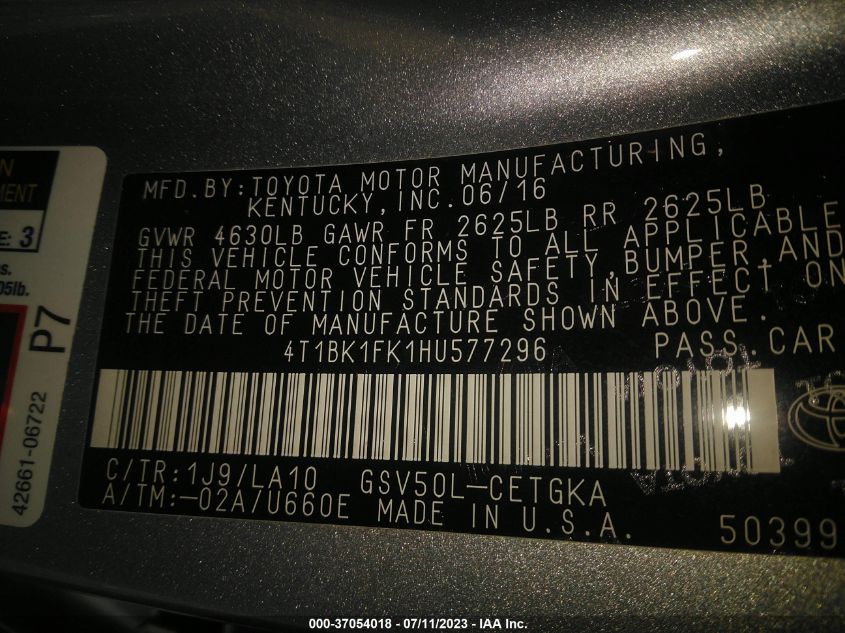 MFD.BY:TOYOTA MOTOR MANUFACTURING,
KENTUCKY,INC.06/16
GVWR 4630LB GAWR FR 2625LB RR 2625LB
THIS VEHICLE CONFORMS TO ALL APPLICABLE
FEDERAL MOTOR VEHICLE SAFETY,BUMPER,AND
THEFT PREVENTION STANDARDS IN EFFECT ON
THE DATE OF MANUFACTURE SHOWN ABOVE.
4T1BK1FK1HU577296 PASS.CAR
C/TR:1J9/LA10 GSV50L-CETGKA
A/TM:-02A/U660E MADE IN U.S.A.
50399
E: 3
05lb.
P7
42661-06722
000-37054018 - 07/11/2023 - IAA Inc.